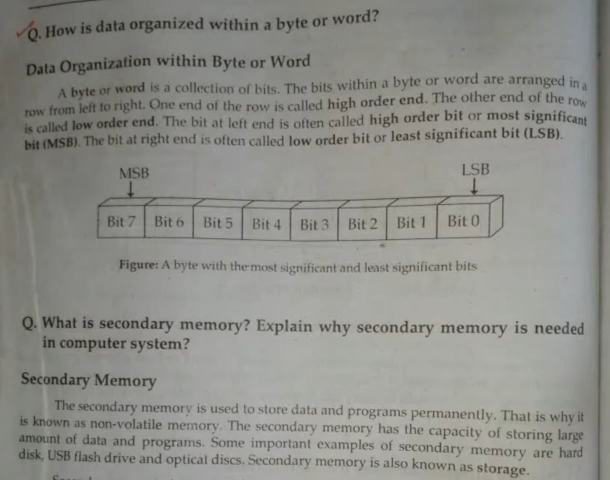 Q. How is data organized within a byte or word?
Data Organization within Byte or Word
A byte or word is a collection of bits. The bits within a byte or word are arranged in a
row from left to right. One end of the row is called high order end. The other end of the row
is called low order end. The bit at left end is often called high order bit or most significant
bit (MSB). The bit at right end is often called low order bit or least significant bit (LSB).
MSB LSB
Bit 7 Bit 6 Bit 5 Bit 4 Bit 3 Bit 2 Bit 1 Bit 0
Figure: A byte with the most significant and least significant bits
Q. What is secondary memory? Explain why secondary memory is needed
in computer system?
Secondary Memory
The secondary memory is used to store data and programs permanently. That is why it
is known as non-volatile memory. The secondary memory has the capacity of storing large
amount of data and programs. Some important examples of secondary memory are hard
disk, USB flash drive and optical discs. Secondary memory is also known as storage.